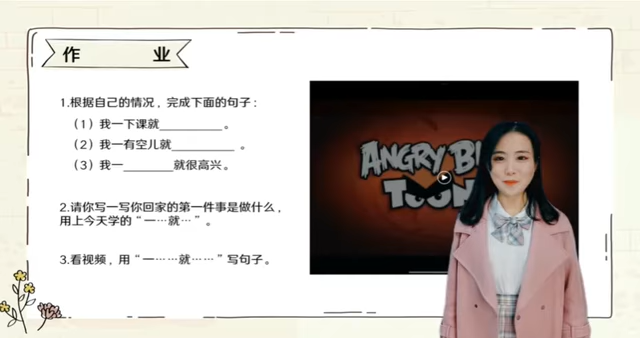 作 业
1.根据自己的情况，完成下面的句子：
（1）我一下课就__________。
（2）我一有空儿就__________ 。
（3）我一________就很高兴。
2.请你写一写你回家的第一件事是做什么，
用上今天学的“一…就…”。
3.看视频，用“一……就……”写句子。
ANGRY
TOON